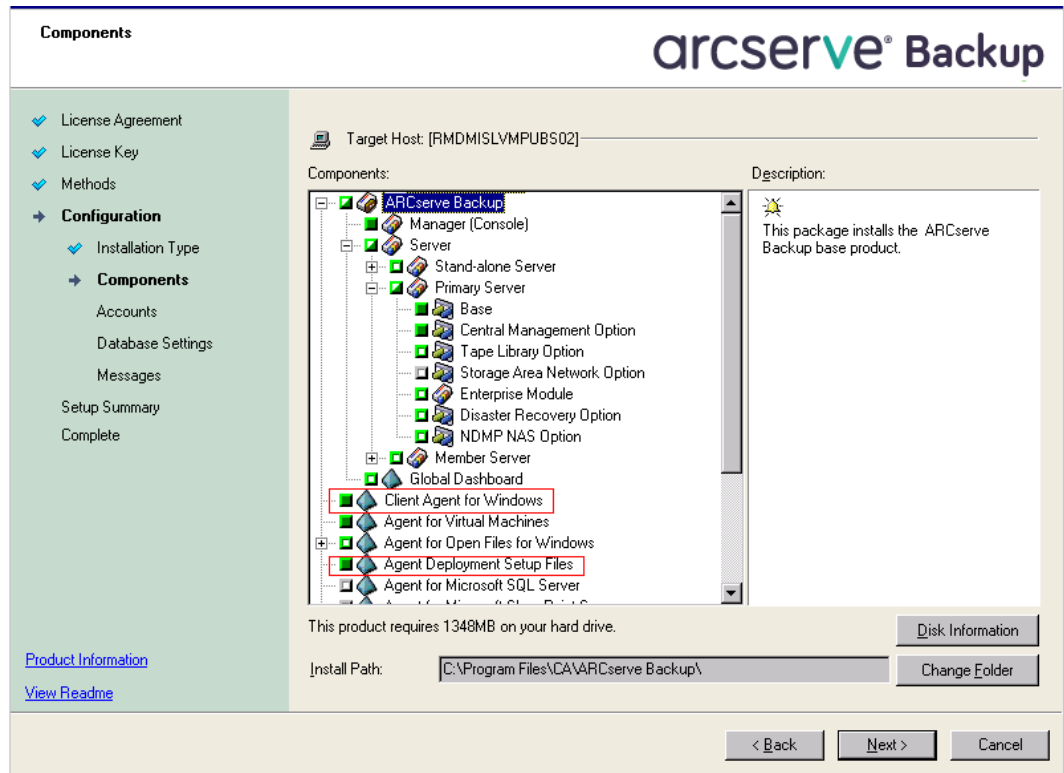 Components
arcserve® Backup
License Agreement
License Key
Methods
Configuration
Installation Type
Components
Accounts
Database Settings
Messages
Setup Summary
Complete
Product Information
View Readme
Target Host: [RMDMISLVMPUBS02]
Components:
ARCserve Backup
Manager (Console)
Server
Stand-alone Server
Primary Server
Base
Central Management Option
Tape Library Option
Storage Area Network Option
Enterprise Module
Disaster Recovery Option
NDMP NAS Option
Member Server
Global Dashboard
Client Agent for Windows
Agent for Virtual Machines
Agent for Open Files for Windows
Agent Deployment Setup Files
Agent for Microsoft SQL Server
Description:
This package installs the ARCserve
Backup base product.
This product requires 1348MB on your hard drive.
Disk Information
Install Path:
C:\Program Files\CA\ARCserve Backup\
Change Folder
< Back
Next >
Cancel